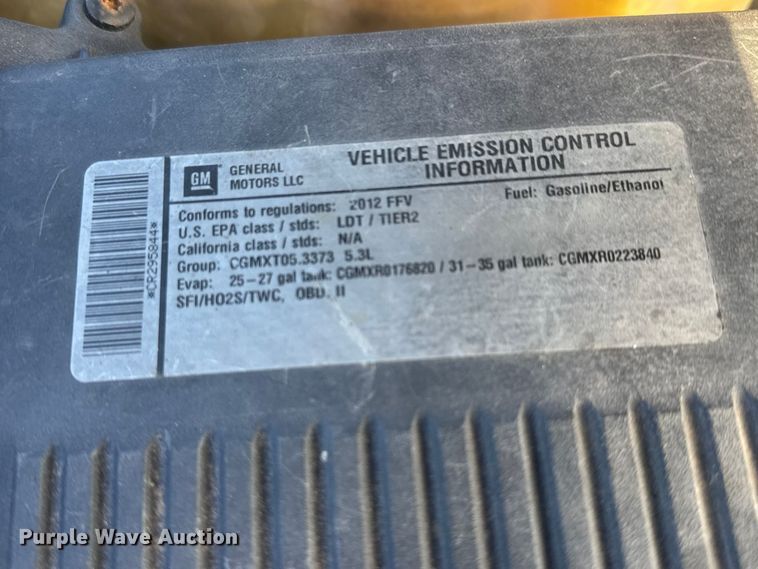 GM
GENERAL
MOTORS LLC
VEHICLE EMISSION CONTROL
INFORMATION
Conforms to regulations: 2012 FFV
Fuel: Gasoline/Ethanol
U.S. EPA class / stds: LDT / TIER2
California class / stds: N/A
Group: CGMXT05.3373 5.3L
Evap: 25-27 gal tank: CGMXR0176820 / 31-35 gal tank: CGMXR0223840
SFI/HO2S/TWC, OBD. II
*CR295844*
Purple Wave Auction